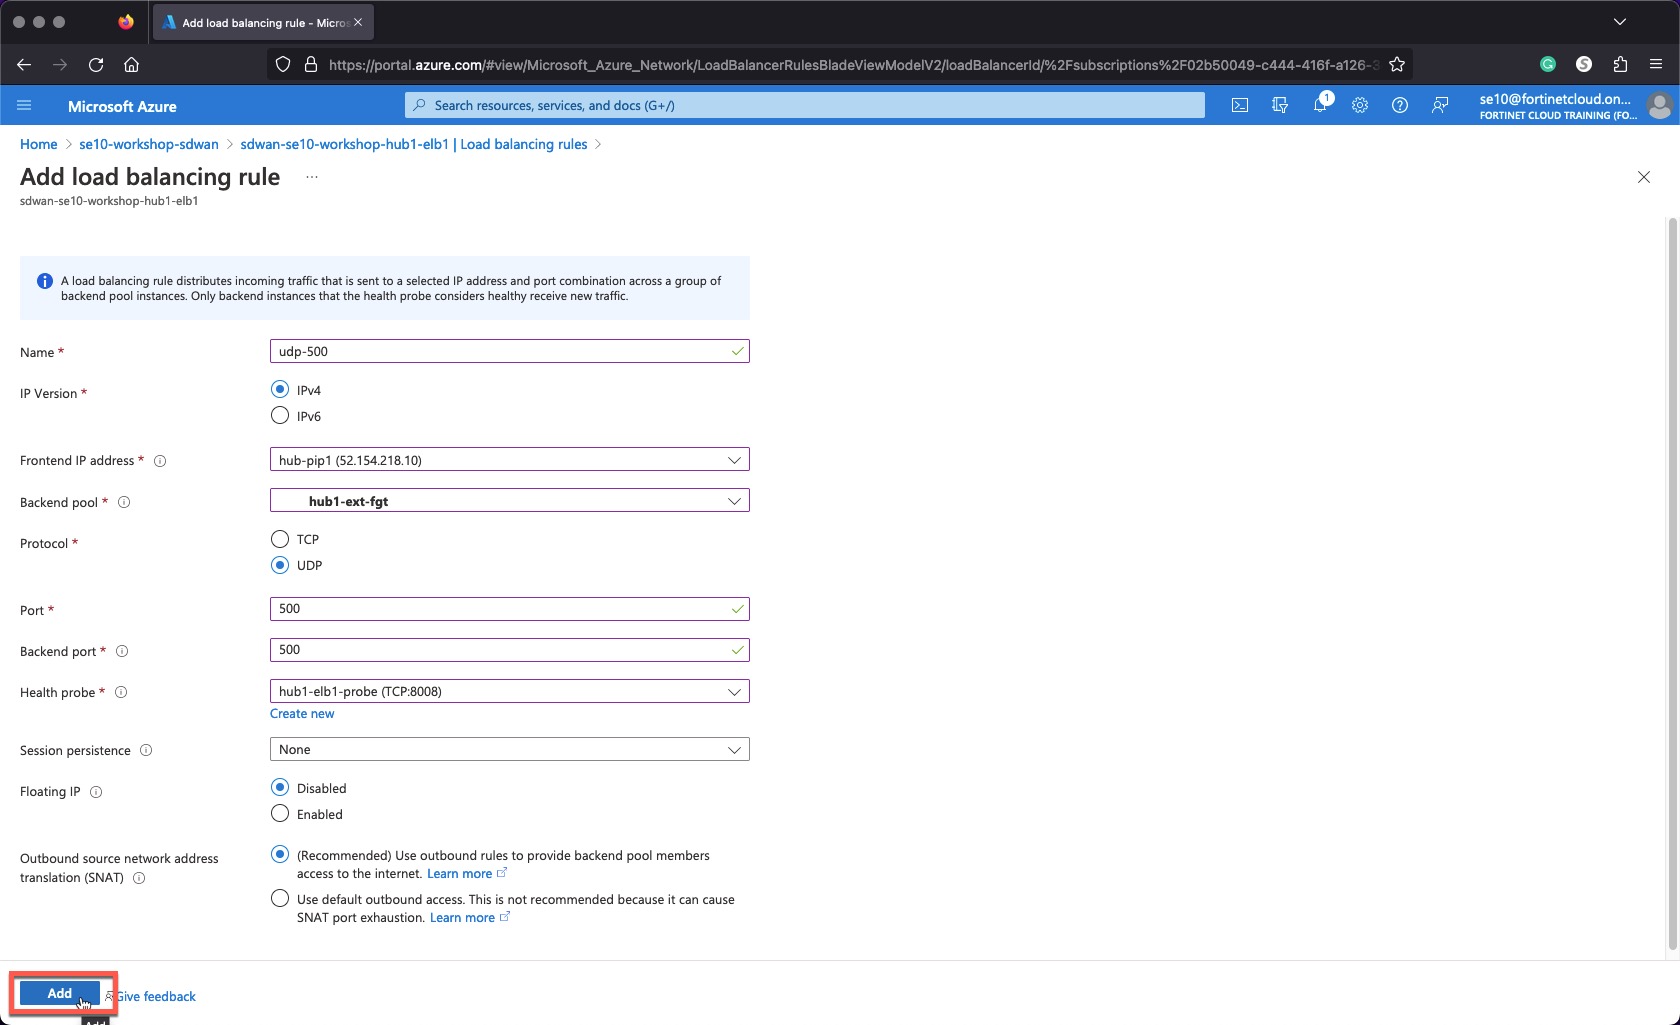 Add load balancing rule - Micros
https://portal.azure.com/#view/Microsoft_Azure_Network/LoadBalancerRulesBladeViewModelV2/loadBalancerId/%2Fsubscriptions%2F02b50049-c444-416f-a126-3
Microsoft Azure
Search resources, services, and docs (G+/)
1
se10@fortinetcloud.on...
FORTINET CLOUD TRAINING (FO...
Home > se10-workshop-sdwan > sdwan-se10-workshop-hub1-elb1 | Load balancing rules >
Add load balancing rule ...
sdwan-se10-workshop-hub1-elb1
A load balancing rule distributes incoming traffic that is sent to a selected IP address and port combination across a group of
backend pool instances. Only backend instances that the health probe considers healthy receive new traffic.
Name *
udp-500
IP Version *
IPv4
IPv6
Frontend IP address *
hub-pip1 (52.154.218.10)
Backend pool *
hub1-ext-fgt
Protocol *
TCP
UDP
Port *
500
Backend port *
500
Health probe *
hub1-elb1-probe (TCP:8008)
Create new
Session persistence
None
Floating IP
Disabled
Enabled
Outbound source network address
translation (SNAT)
(Recommended) Use outbound rules to provide backend pool members
access to the internet. Learn more
Use default outbound access. This is not recommended because it can cause
SNAT port exhaustion. Learn more
Add
Give feedback
Add